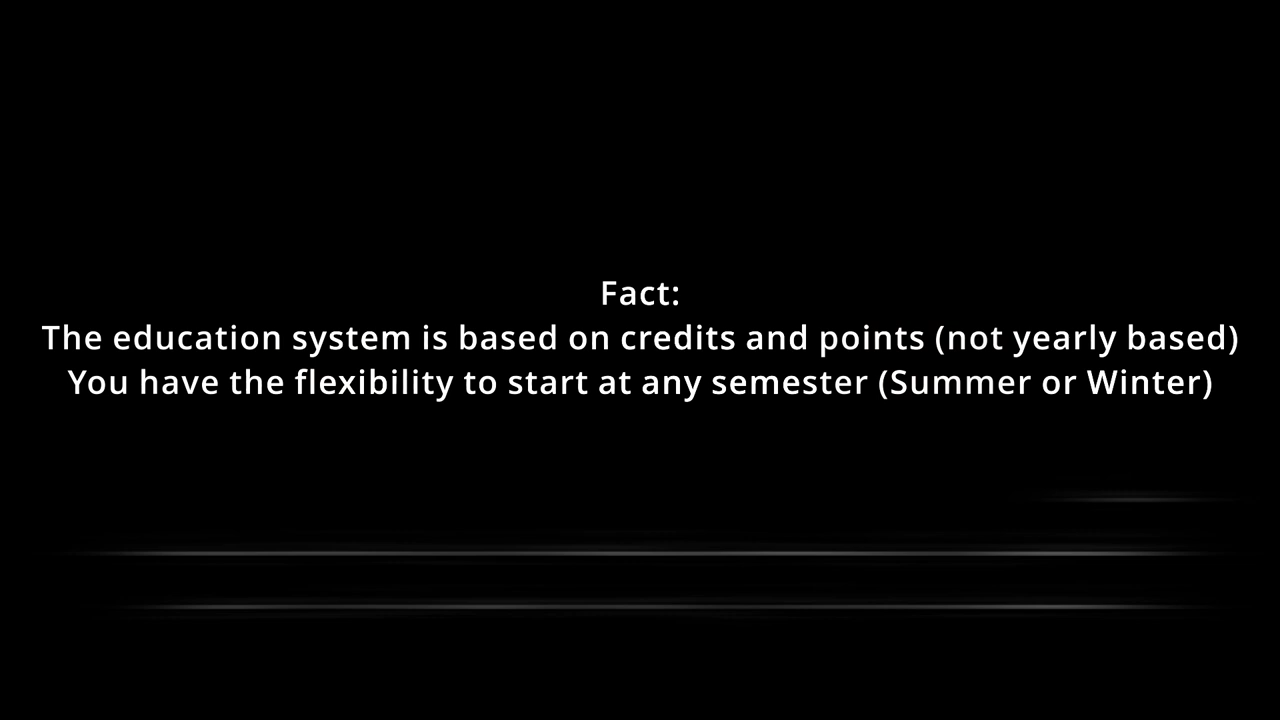 Fact:
The education system is based on credits and points (not yearly based)
You have the flexibility to start at any semester (Summer or Winter)